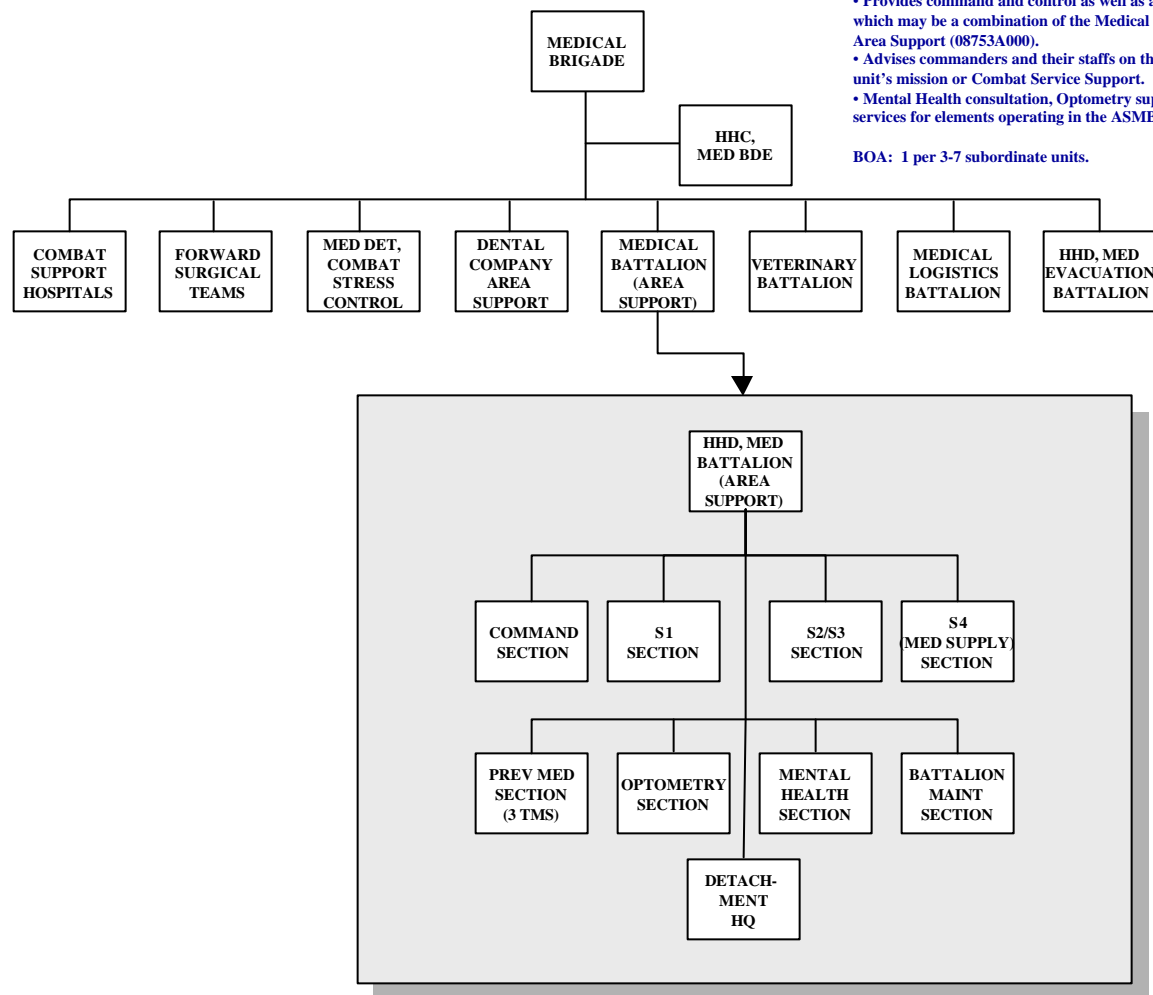 • Provides command and control as well as a
which may be a combination of the Medical
Area Support (08753A000).
• Advises commanders and their staffs on th
unit's mission or Combat Service Support.
• Mental Health consultation, Optometry sup
services for elements operating in the ASMB
BOA: 1 per 3-7 subordinate units.
MEDICAL
BRIGADE
HHC,
MED BDE
COMBAT
SUPPORT
HOSPITALS
FORWARD
SURGICAL
TEAMS
MED DET,
COMBAT
STRESS
CONTROL
DENTAL
COMPANY
AREA
SUPPORT
MEDICAL
BATTALION
(AREA
SUPPORT)
VETERINARY
BATTALION
MEDICAL
LOGISTICS
BATTALION
HHD, MED
EVACUATION
BATTALION
HHD, MED
BATTALION
(AREA
SUPPORT)
COMMAND
SECTION
S1
SECTION
S2/S3
SECTION
S4
(MED SUPPLY)
SECTION
PREV MED
SECTION
(3 TMS)
OPTOMETRY
SECTION
MENTAL
HEALTH
SECTION
BATTALION
MAINT
SECTION
DETACH-
MENT
HQ